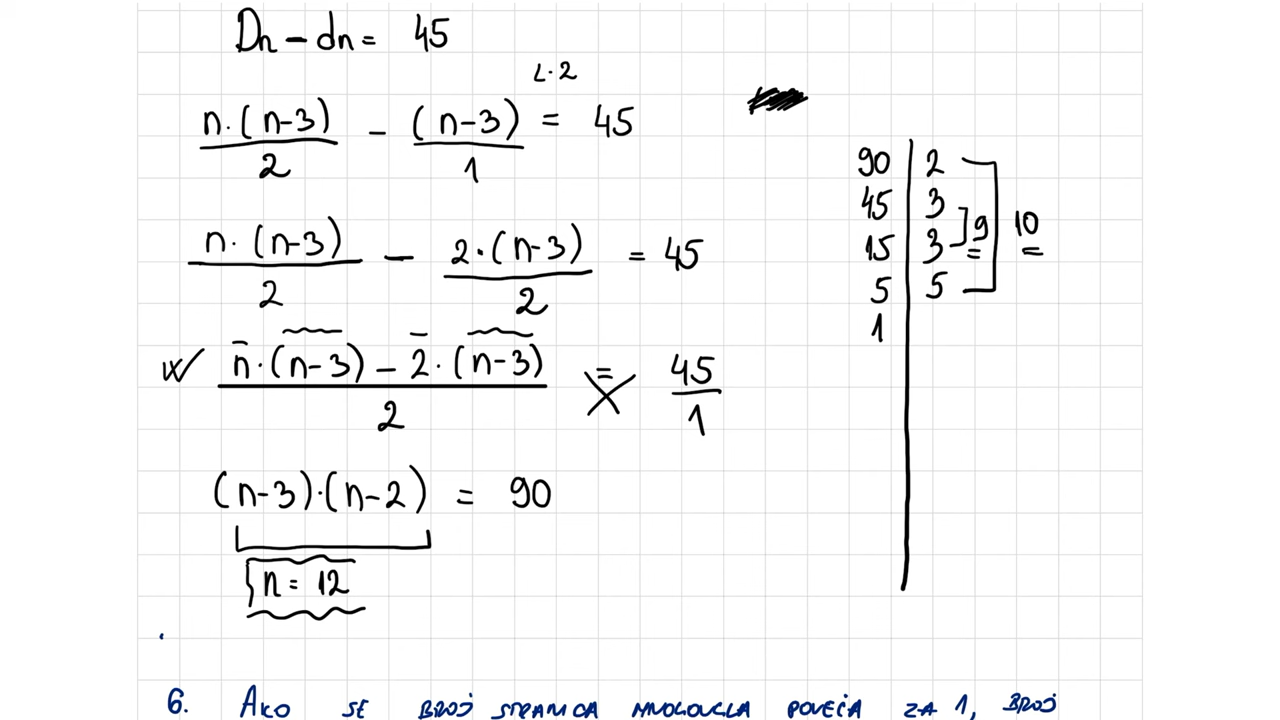 Dn - dn = 45
L·2
n·(n-3)/2 - (n-3)/1 = 45
n·(n-3)/2 - 2·(n-3)/2 = 45
n·(n-3) - 2·(n-3)/2 = 45/1
(n-3)·(n-2) = 90
n = 12
90 | 2
45 | 3
15 | 3
5 | 5
1
9
10
6. AKO SE BROJ STRANICA MNOGOUGLA POVEĆA ZA 1, BROJ